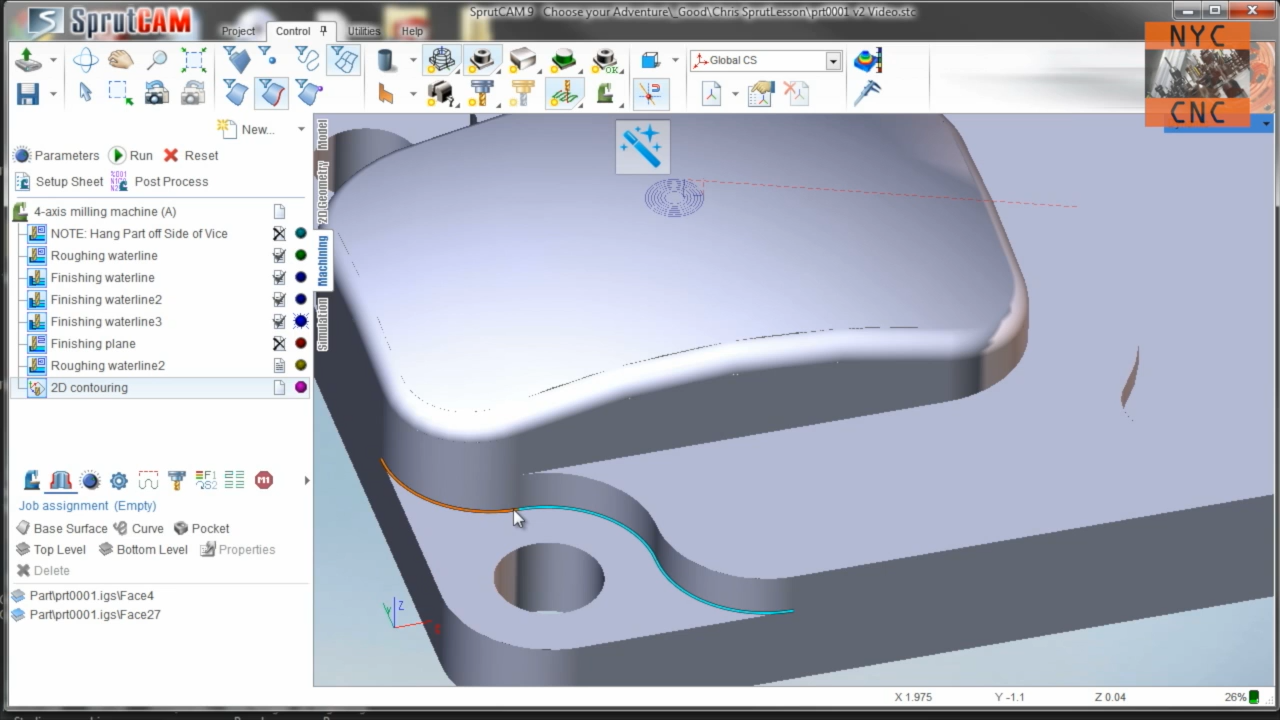 SprutCAM 9 - Choose your Adventure\_Good\Chris SprutLesson\prt0001 v2 Video.stc
SprutCAM
Project Control Utilities Help
Global CS
OK
NYC
CNC
New...
Parameters Run Reset
Setup Sheet Post Process
4-axis milling machine (A)
NOTE: Hang Part off Side of Vice
Roughing waterline
Finishing waterline
Finishing waterline2
Finishing waterline3
Finishing plane
Roughing waterline2
2D contouring
Model
2D Geometry
Machining
Simulation
M1
Job assignment (Empty)
Base Surface Curve Pocket
Top Level Bottom Level Properties
Delete
Part\prt0001.igs\Face4
Part\prt0001.igs\Face27
Z
X 1.975 Y -1.1 Z 0.04 26%